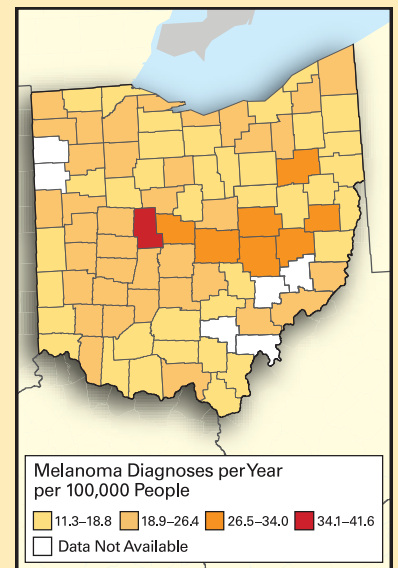 Melanoma Diagnoses per Year
per 100,000 People
11.3–18.8 18.9–26.4 26.5–34.0 34.1–41.6
Data Not Available